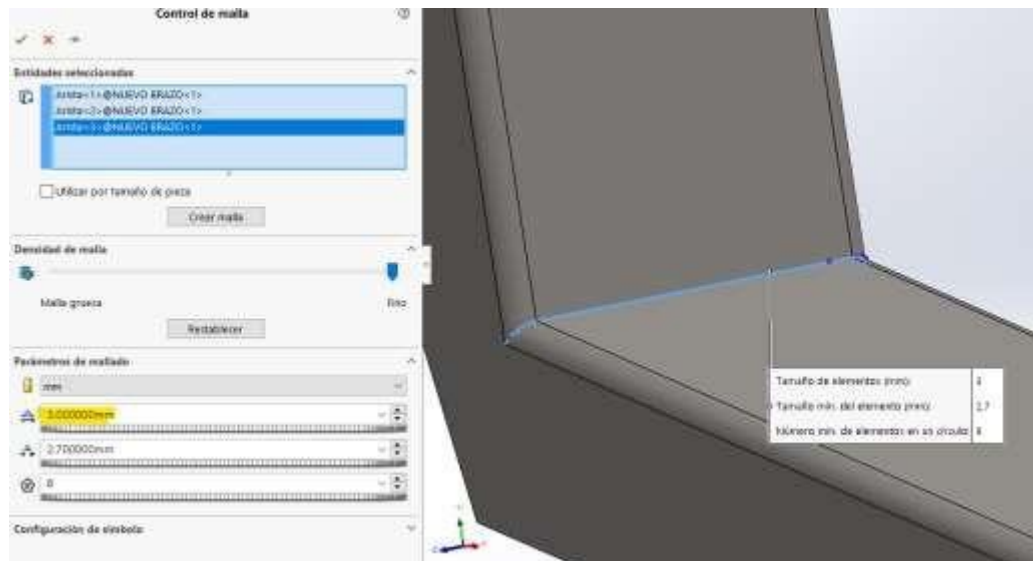 Control de malla
Entidades seleccionadas
Arista<1>@NUEVO BRAZO<1>
Arista<2>@NUEVO BRAZO<1>
Arista<3>@NUEVO BRAZO<1>
Utilizar por tamaño de pieza
Crear malla
Densidad de malla
Malla gruesa
Fino
Restablecer
Parámetros de mallado
mm
3.000000mm
2.700000mm
8
Configuración de símbolo
Tamaño de elementos (mm): 3
Tamaño mín. del elemento (mm): 2.7
Número mín. de elementos en un círculo: 8